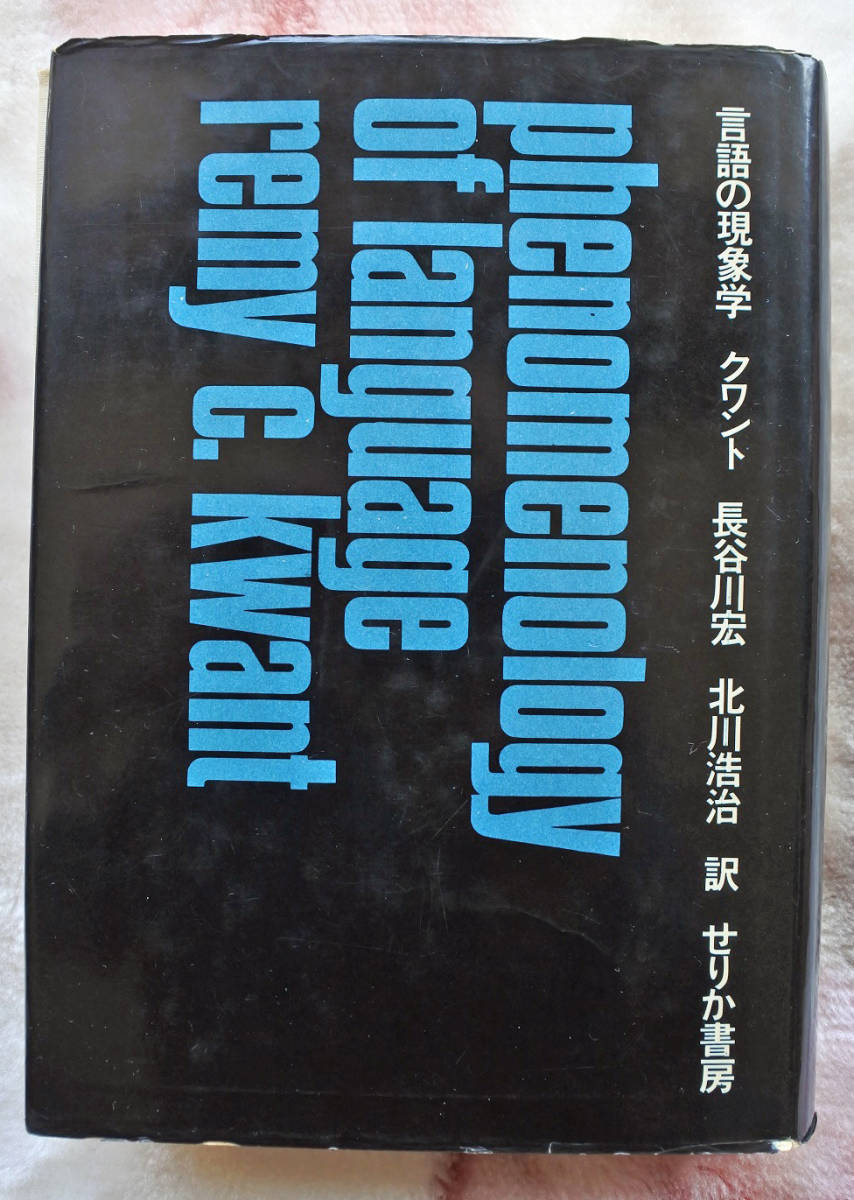 言語の現象学 クワント 長谷川宏 北川浩治 訳 せりか書房
phenomenology
of language
remy c. kwant